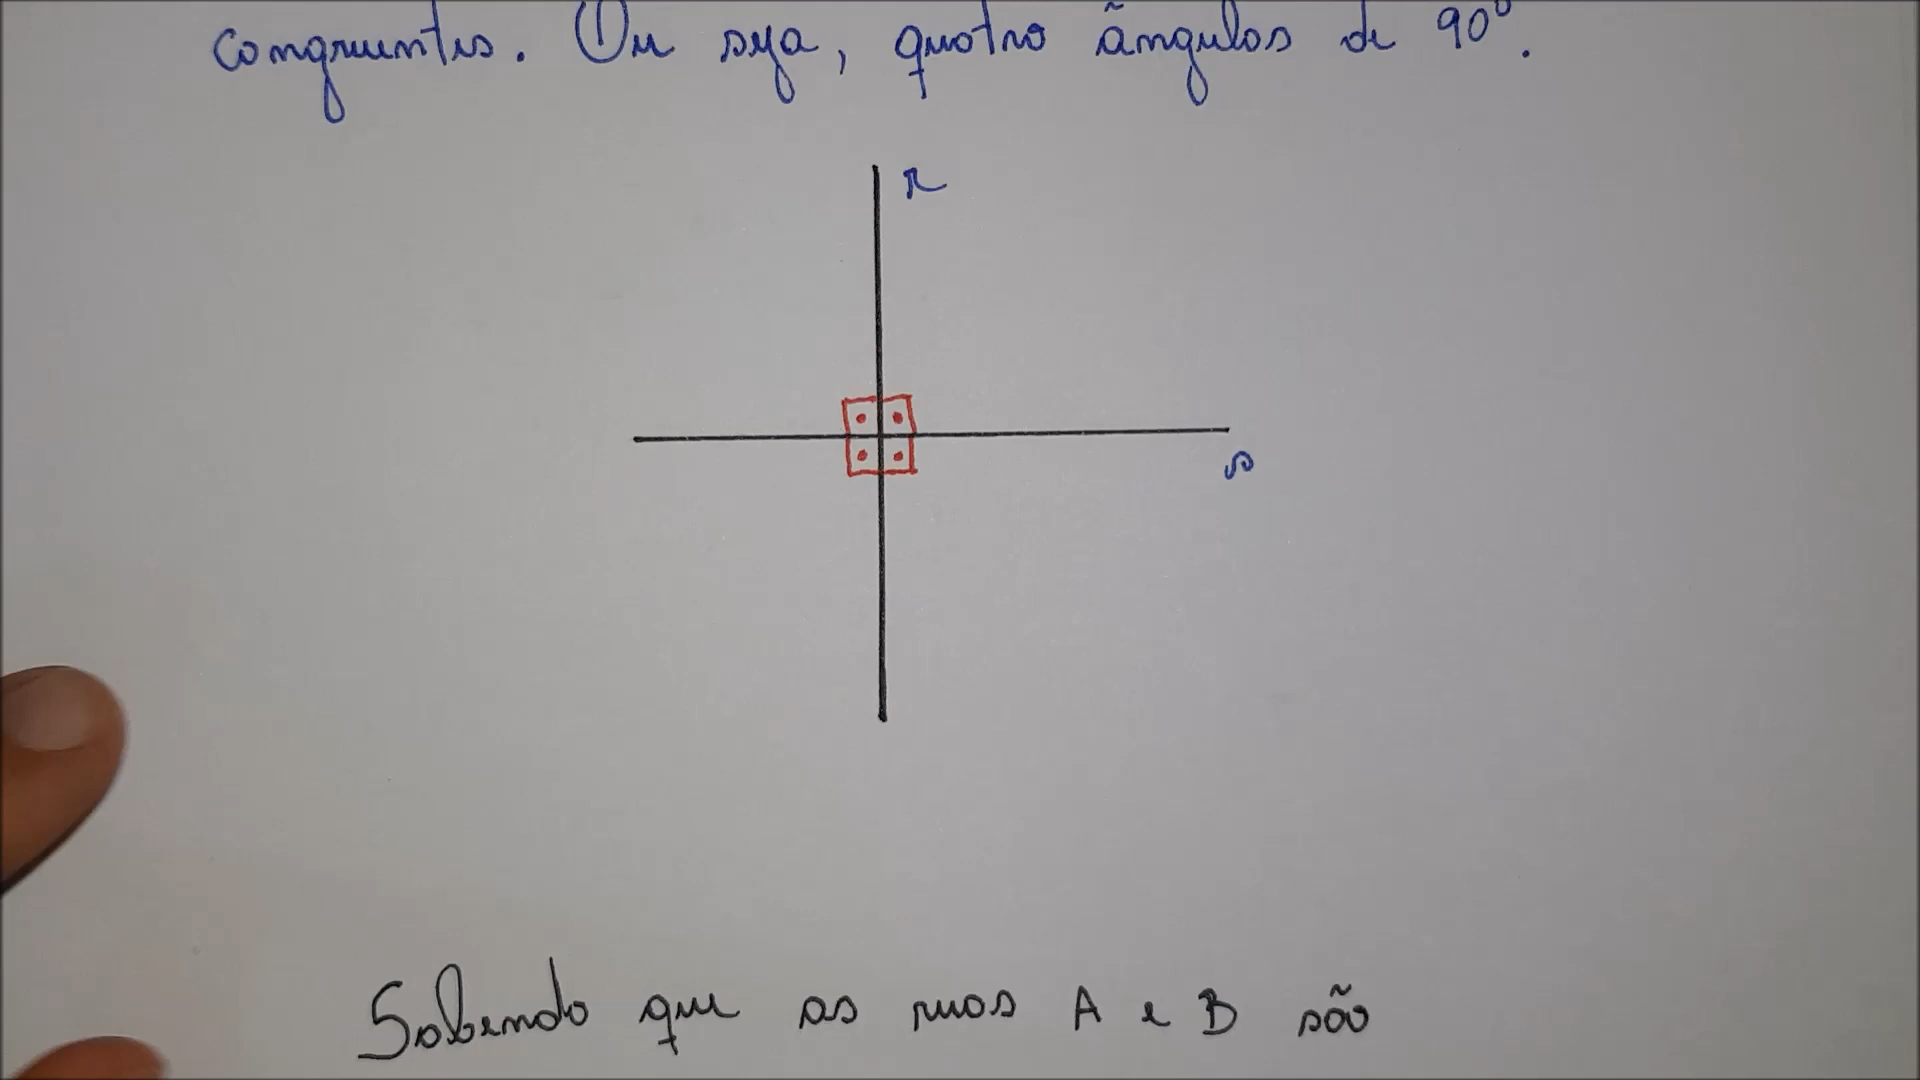 congruentes. Ou seja, quatro ângulos de 90°.
r
s
Sabendo que as ruas A e B são